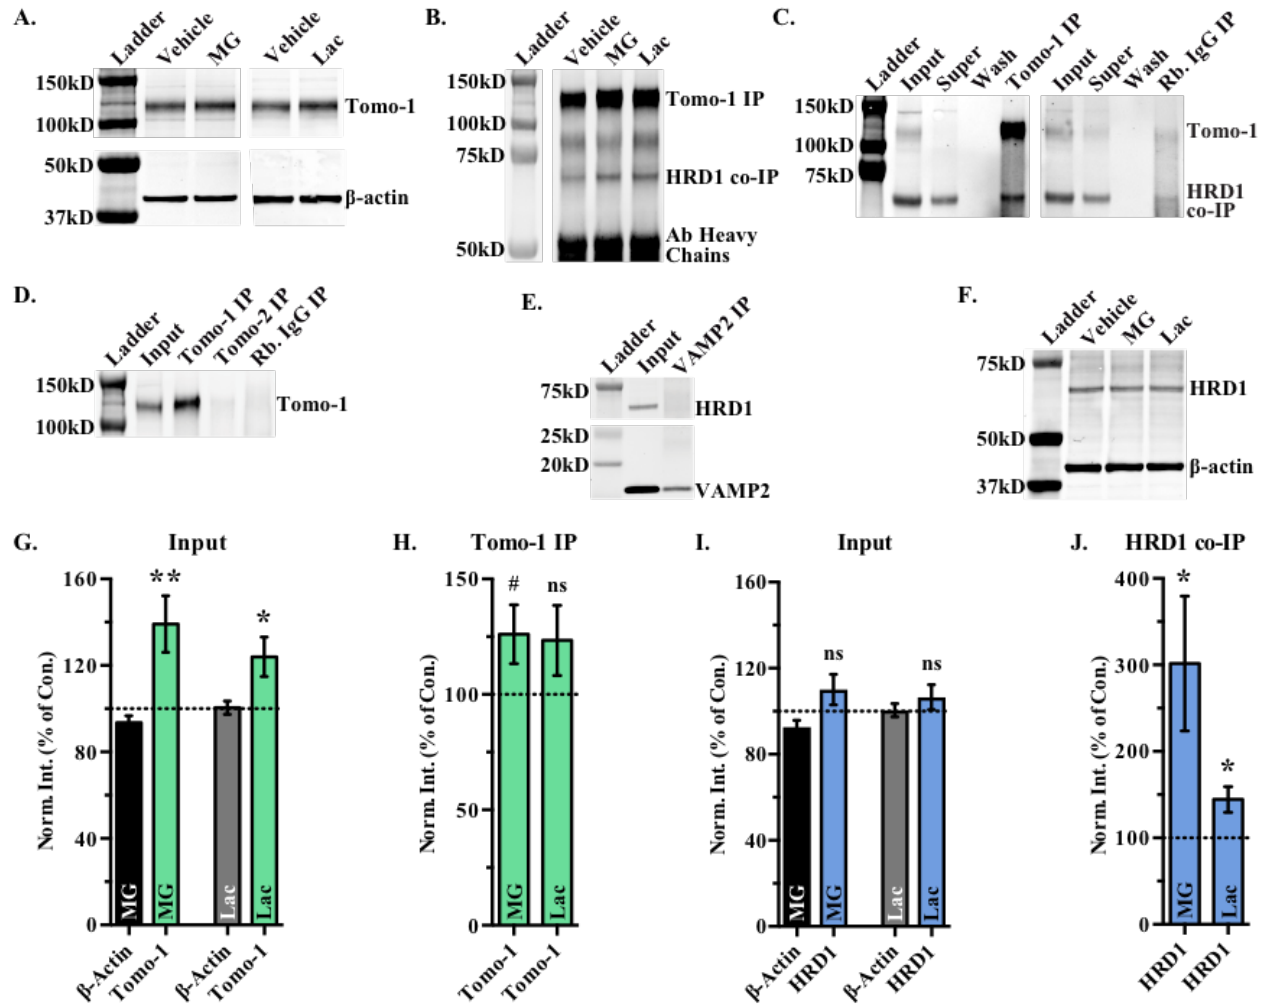 A.
Ladder
Vehicle
MG
Vehicle
Lac
150kD
100kD
Tomo-1
50kD
37kD
β-actin
B.
Ladder
Vehicle
MG
Lac
150kD
100kD
75kD
50kD
Tomo-1 IP
HRD1 co-IP
Ab Heavy
Chains
C.
Ladder
Input
Super
Wash
Tomo-1 IP
Input
Super
Wash
Rb. IgG IP
150kD
100kD
75kD
Tomo-1
HRD1
co-IP
D.
Ladder
Input
Tomo-1 IP
Tomo-2 IP
Rb. IgG IP
150kD
100kD
Tomo-1
E.
Ladder
Input
VAMP2 IP
75kD
HRD1
25kD
20kD
VAMP2
F.
Ladder
Vehicle
MG
Lac
75kD
50kD
37kD
HRD1
β-actin
G.
Input
Norm. Int. (% of Con.)
160
120
80
40
0
**
*
MG
MG
Lac
Lac
β-Actin
Tomo-1
β-Actin
Tomo-1
H.
Tomo-1 IP
Norm. Int. (% of Con.)
150
100
50
0
#
ns
MG
Lac
Tomo-1
Tomo-1
I.
Input
Norm. Int. (% of Con.)
160
120
80
40
0
ns
ns
MG
MG
Lac
Lac
β-Actin
HRD1
β-Actin
HRD1
J.
HRD1 co-IP
Norm. Int. (% of Con.)
400
300
200
100
0
*
*
MG
Lac
HRD1
HRD1